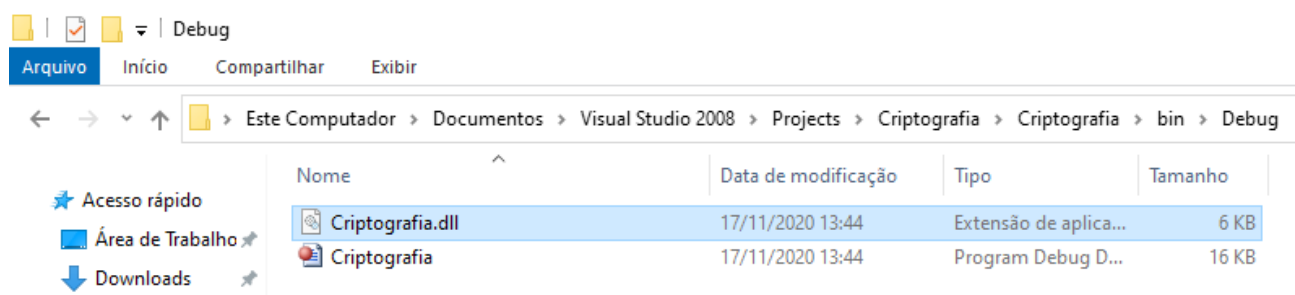 Debug
Arquivo Início Compartilhar Exibir
Este Computador > Documentos > Visual Studio 2008 > Projects > Criptografia > Criptografia > bin > Debug
Nome Data de modificação Tipo Tamanho
Acesso rápido
Criptografia.dll 17/11/2020 13:44 Extensão de aplica... 6 KB
Área de Trabalho
Criptografia 17/11/2020 13:44 Program Debug D... 16 KB
Downloads